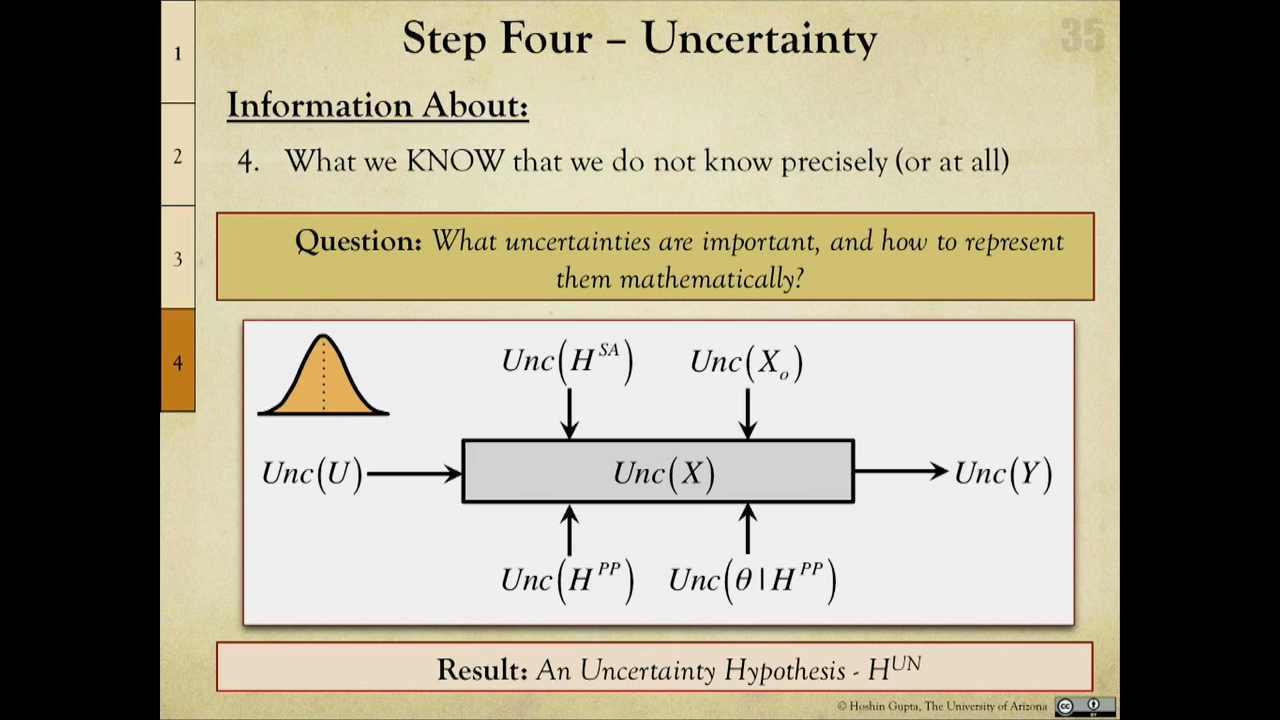 Step Four – Uncertainty
35
1
2
3
4
Information About:
4. What we KNOW that we do not know precisely (or at all)
Question: What uncertainties are important, and how to represent
them mathematically?
Unc(H^SA) Unc(X_o)
Unc(U) Unc(X) Unc(Y)
Unc(H^PP) Unc(θ | H^PP)
Result: An Uncertainty Hypothesis - H^UN
© Hoshin Gupta, The University of Arizona
cc BY